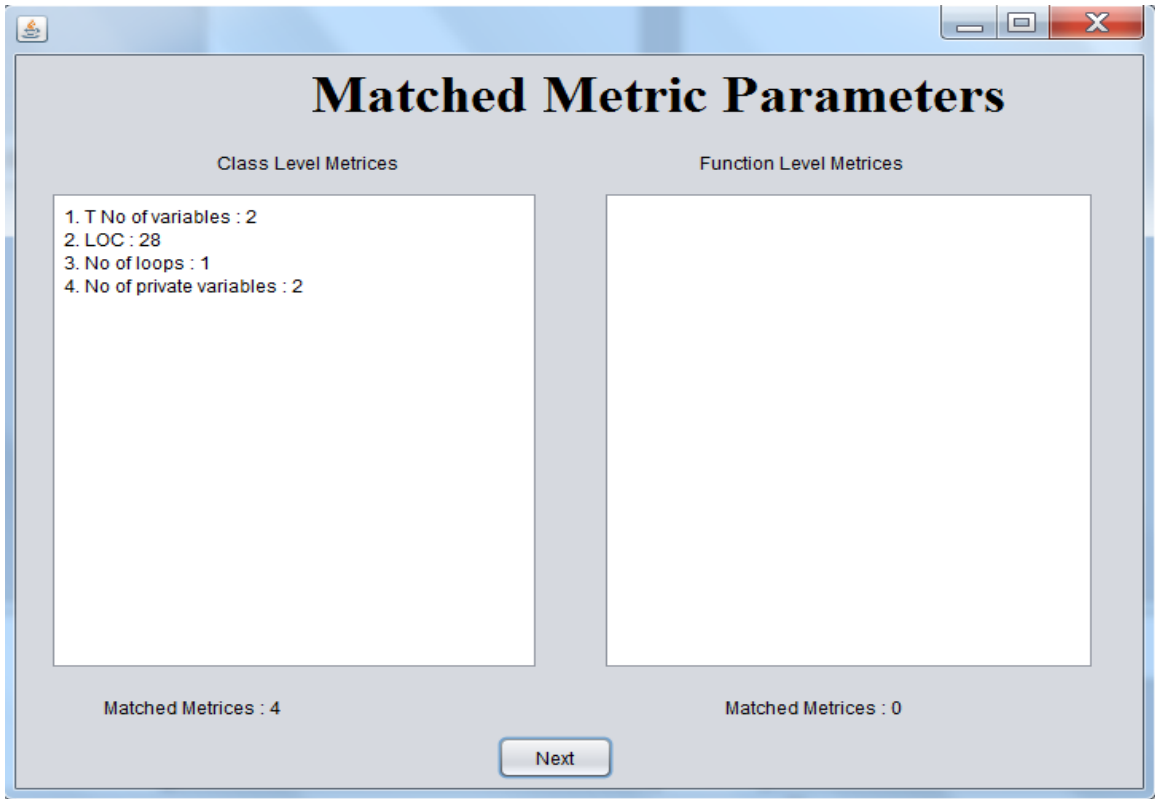 Matched Metric Parameters
Class Level Metrices
Function Level Metrices
1. T No of variables : 2
2. LOC : 28
3. No of loops : 1
4. No of private variables : 2
Matched Metrices : 4
Matched Metrices : 0
Next